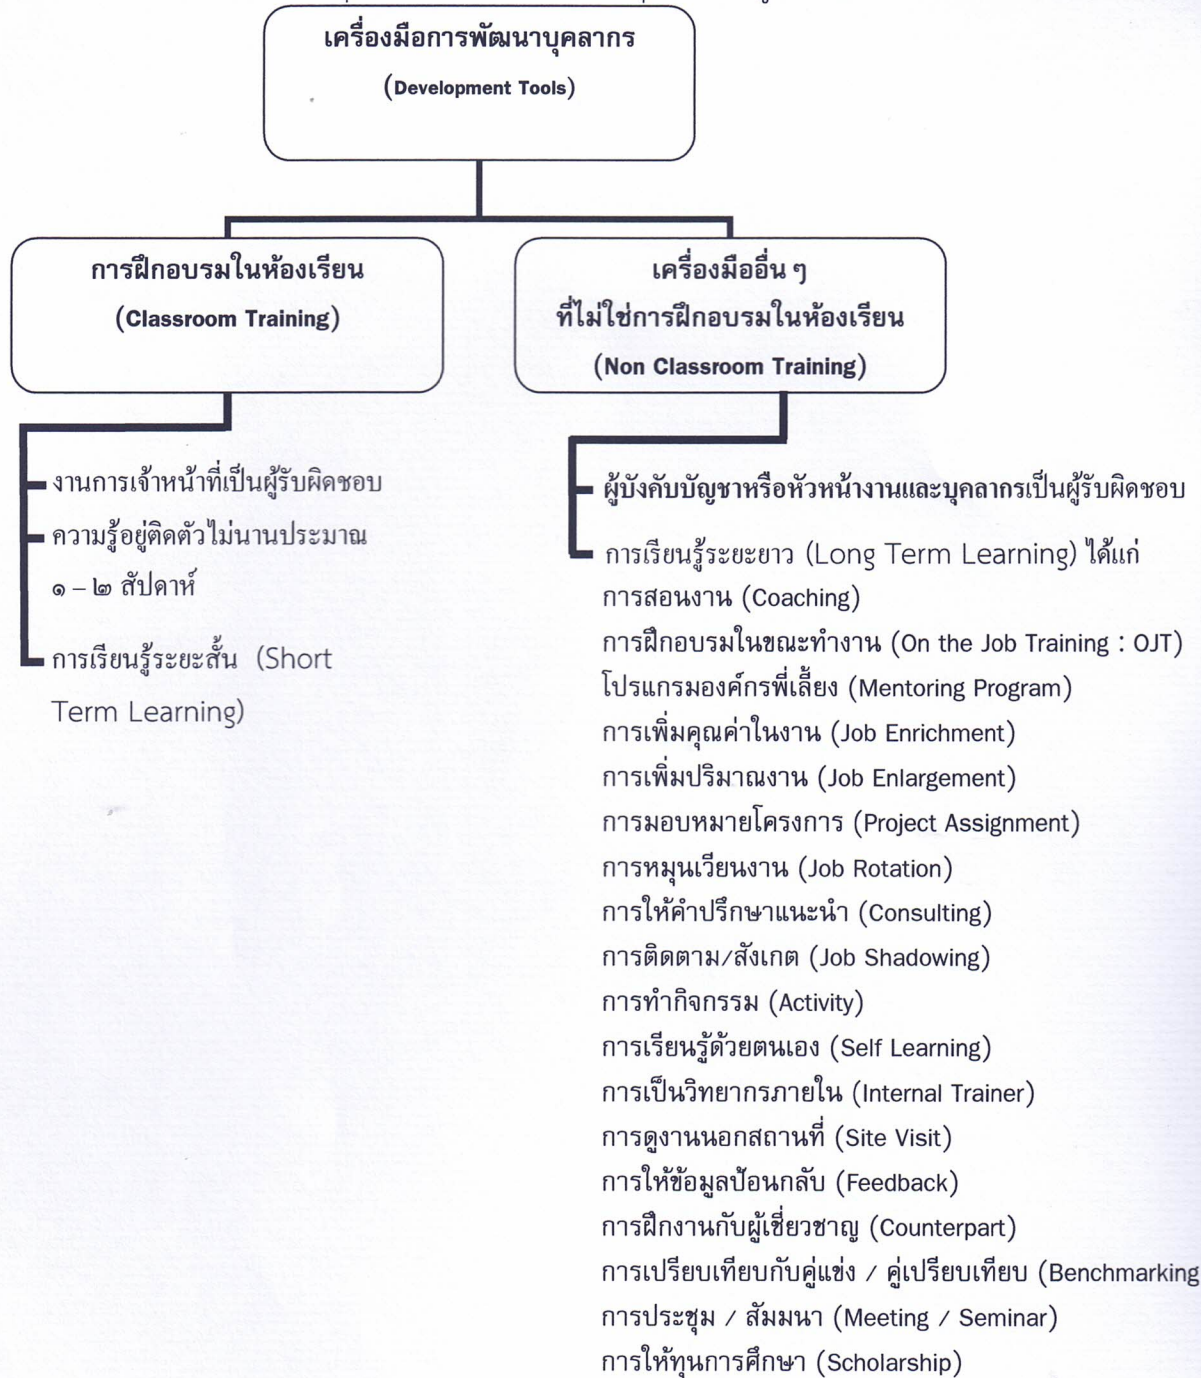 เครื่องมือการพัฒนาบุคลากร
(Development Tools)
การฝึกอบรมในห้องเรียน
(Classroom Training)
เครื่องมืออื่น ๆ
ที่ไม่ใช่การฝึกอบรมในห้องเรียน
(Non Classroom Training)
งานการเจ้าหน้าที่เป็นผู้รับผิดชอบ
ความรู้อยู่ติดตัวไม่นานประมาณ
๑ – ๒ สัปดาห์
การเรียนรู้ระยะสั้น (Short
Term Learning)
ผู้บังคับบัญชาหรือหัวหน้างานและบุคลากรเป็นผู้รับผิดชอบ
การเรียนรู้ระยะยาว (Long Term Learning) ได้แก่
การสอนงาน (Coaching)
การฝึกอบรมในขณะทำงาน (On the Job Training : OJT)
โปรแกรมองค์กรพี่เลี้ยง (Mentoring Program)
การเพิ่มคุณค่าในงาน (Job Enrichment)
การเพิ่มปริมาณงาน (Job Enlargement)
การมอบหมายโครงการ (Project Assignment)
การหมุนเวียนงาน (Job Rotation)
การให้คำปรึกษาแนะนำ (Consulting)
การติดตาม/สังเกต (Job Shadowing)
การทำกิจกรรม (Activity)
การเรียนรู้ด้วยตนเอง (Self Learning)
การเป็นวิทยากรภายใน (Internal Trainer)
การดูงานนอกสถานที่ (Site Visit)
การให้ข้อมูลป้อนกลับ (Feedback)
การฝึกงานกับผู้เชี่ยวชาญ (Counterpart)
การเปรียบเทียบกับคู่แข่ง / คู่เปรียบเทียบ (Benchmarking
การประชุม / สัมมนา (Meeting / Seminar)
การให้ทุนการศึกษา (Scholarship)